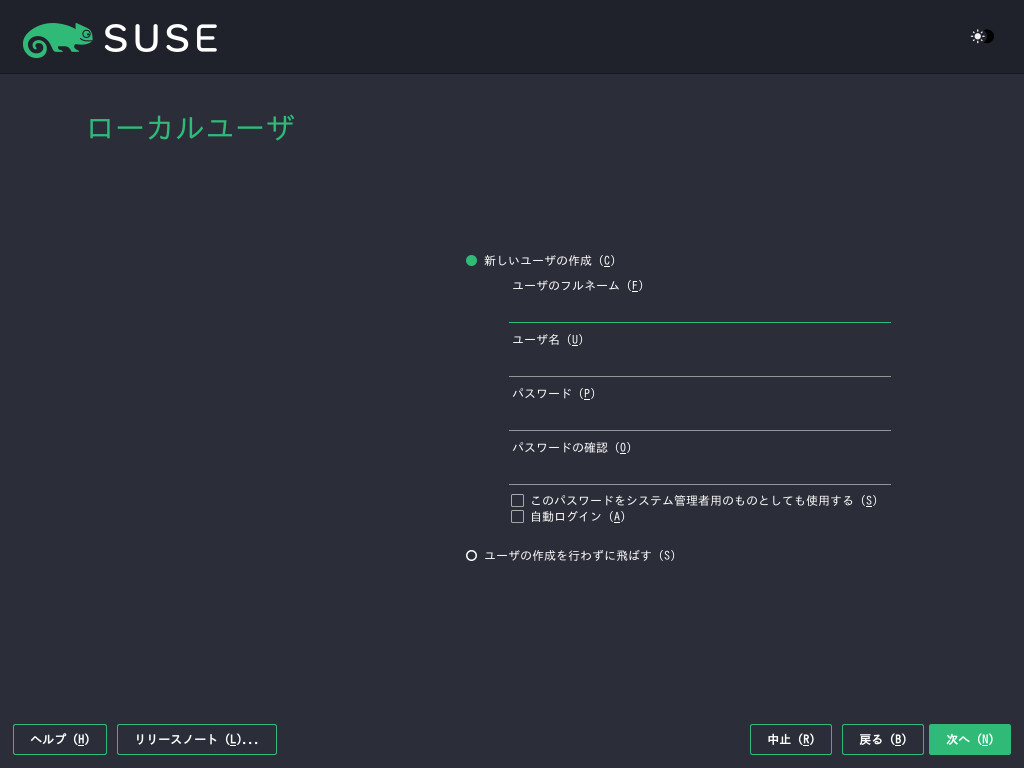 SUSE
ローカルユーザ
新しいユーザの作成 (C)
ユーザのフルネーム (F)
ユーザ名 (U)
パスワード (P)
パスワードの確認 (O)
このパスワードをシステム管理者用のものとしても使用する (S)
自動ログイン (A)
ユーザの作成を行わずに飛ばす (S)
ヘルプ (H) リリースノート (L)... 中止 (R) 戻る (B) 次へ (N)